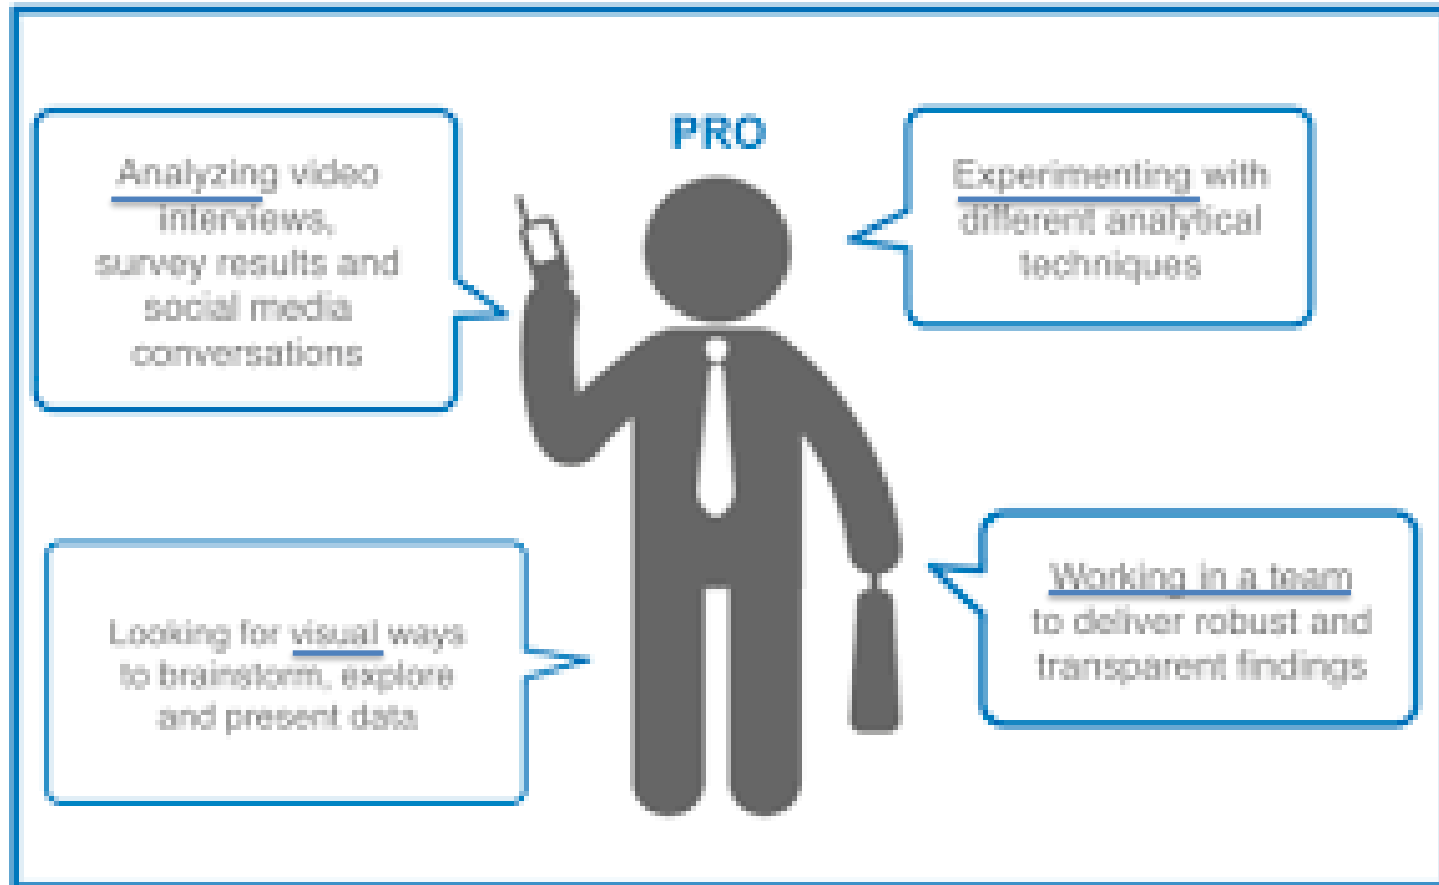 PRO
Analyzing video
interviews,
survey results and
social media
conversations
Experimenting with
different analytical
techniques
Looking for visual ways
to brainstorm, explore
and present data
Working in a team
to deliver robust and
transparent findings